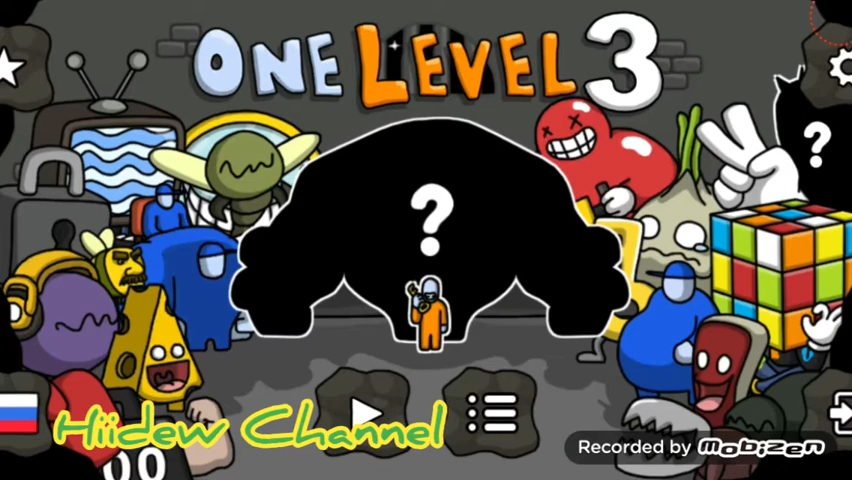 ONE LEVEL 3
?
?
Hiidew Channel
00
Recorded by mobizen